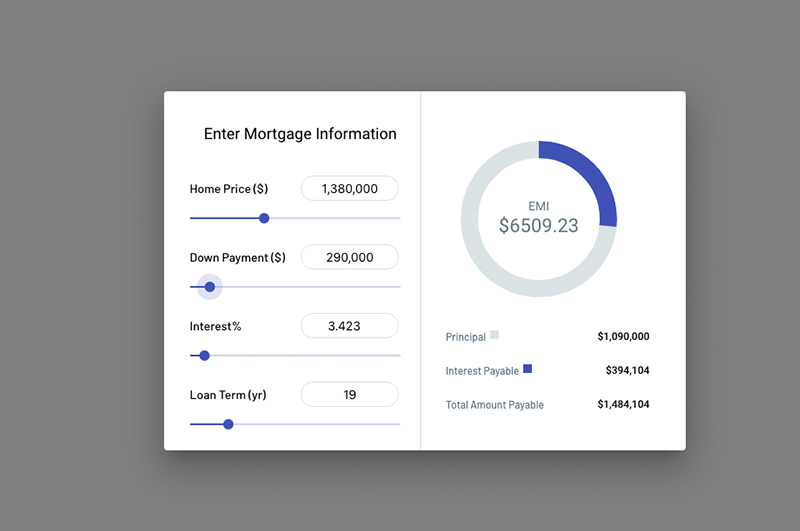 Enter Mortgage Information
Home Price ($)
1,380,000
Down Payment ($)
290,000
Interest%
3.423
Loan Term (yr)
19
EMI
$6509.23
Principal
$1,090,000
Interest Payable
$394,104
Total Amount Payable
$1,484,104